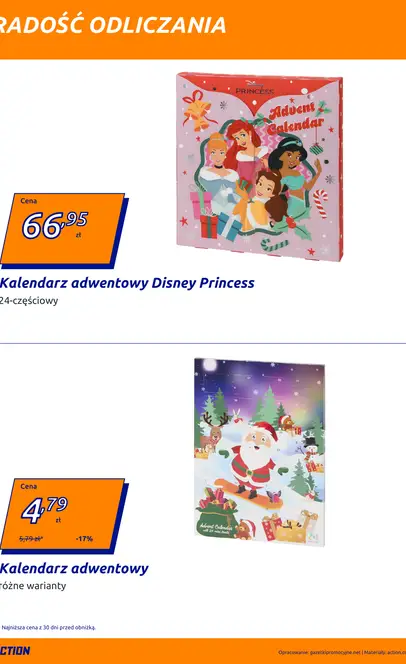 RADOŚĆ ODLICZANIA
PRINCESS
Advent
Calendar
Cena
66,95
zł
Kalendarz adwentowy Disney Princess
24-częściowy
Advent Calendar
Cena
4,79
zł
5,79 zł* -17%
Kalendarz adwentowy
różne warianty
Najniższa cena z 30 dni przed obniżką.
CTION
Opracowanie: gazetkipromocyjne.net | Materiały: action.co